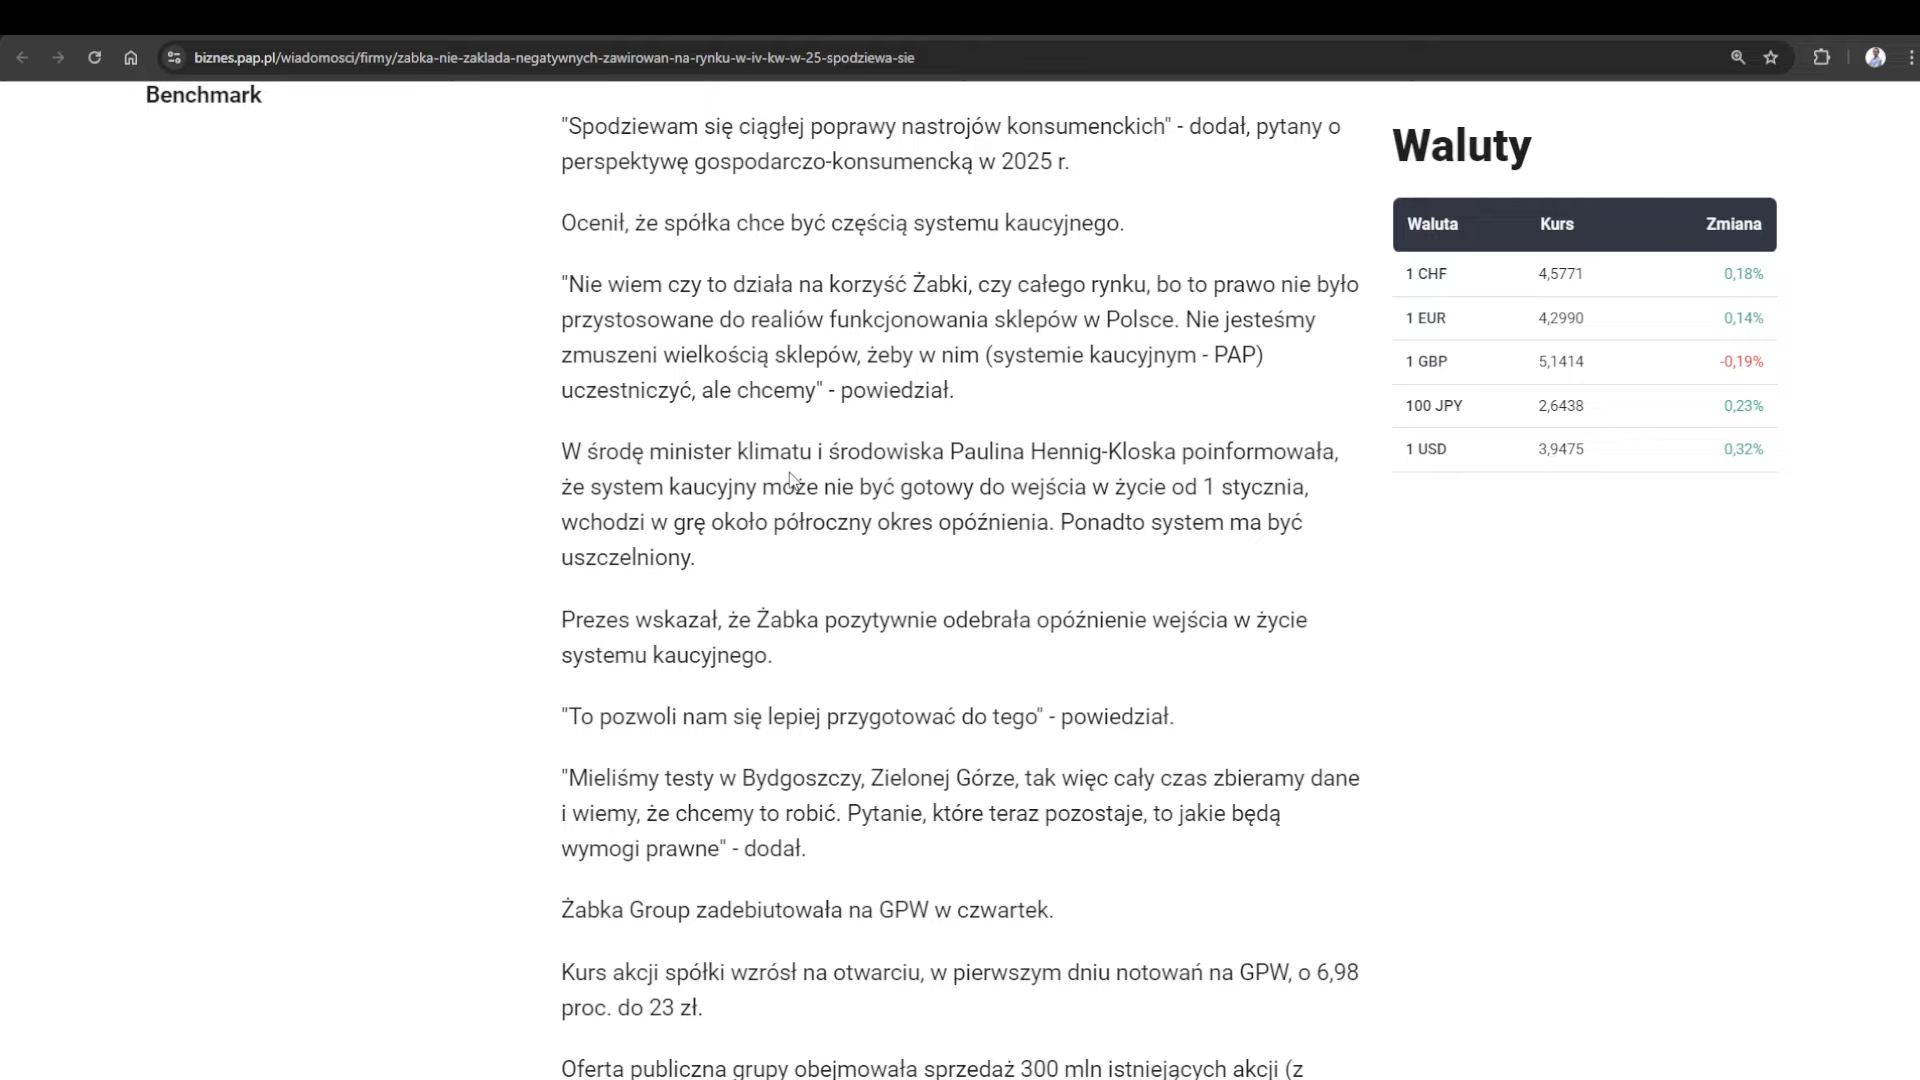 biznes.pap.pl/wiadomosci/firmy/zabka-nie-zaklada-negatywnych-zawirowan-na-rynku-w-iv-kw-w-25-spodziewa-sie
Benchmark
"Spodziewam się ciągłej poprawy nastrojów konsumenckich" - dodał, pytany o
perspektywę gospodarczo-konsumencką w 2025 r.
Ocenił, że spółka chce być częścią systemu kaucyjnego.
"Nie wiem czy to działa na korzyść Żabki, czy całego rynku, bo to prawo nie było
przystosowane do realiów funkcjonowania sklepów w Polsce. Nie jesteśmy
zmuszeni wielkością sklepów, żeby w nim (systemie kaucyjnym - PAP)
uczestniczyć, ale chcemy" - powiedział.
W środę minister klimatu i środowiska Paulina Hennig-Kloska poinformowała,
że system kaucyjny może nie być gotowy do wejścia w życie od 1 stycznia,
wchodzi w grę około półroczny okres opóźnienia. Ponadto system ma być
uszczelniony.
Prezes wskazał, że Żabka pozytywnie odebrała opóźnienie wejścia w życie
systemu kaucyjnego.
"To pozwoli nam się lepiej przygotować do tego" - powiedział.
"Mieliśmy testy w Bydgoszczy, Zielonej Górze, tak więc cały czas zbieramy dane
i wiemy, że chcemy to robić. Pytanie, które teraz pozostaje, to jakie będą
wymogi prawne" - dodał.
Żabka Group zadebiutowała na GPW w czwartek.
Kurs akcji spółki wzrósł na otwarciu, w pierwszym dniu notowań na GPW, o 6,98
proc. do 23 zł.
Oferta publiczna grupy obejmowała sprzedaż 300 mln istniejących akcji (z
Waluty
Waluta Kurs Zmiana
1 CHF 4,5771 0,18%
1 EUR 4,2990 0,14%
1 GBP 5,1414 -0,19%
100 JPY 2,6438 0,23%
1 USD 3,9475 0,32%